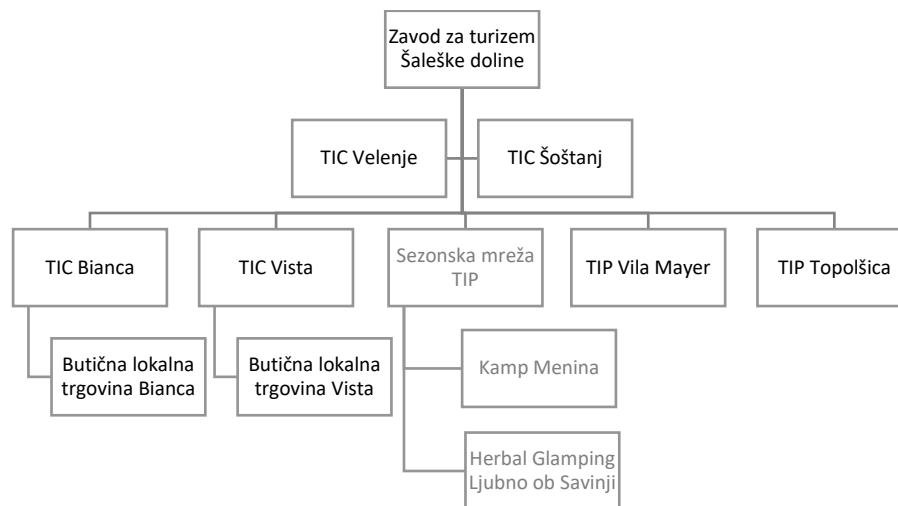 Zavod za turizem
Šaleške doline
TIC Velenje
TIC Šoštanj
TIC Bianca
TIC Vista
Sezonska mreža
TIP
TIP Vila Mayer
TIP Topolšica
Butična lokalna
trgovina Bianca
Butična lokalna
trgovina Vista
Kamp Menina
Herbal Glamping
Ljubno ob Savinji